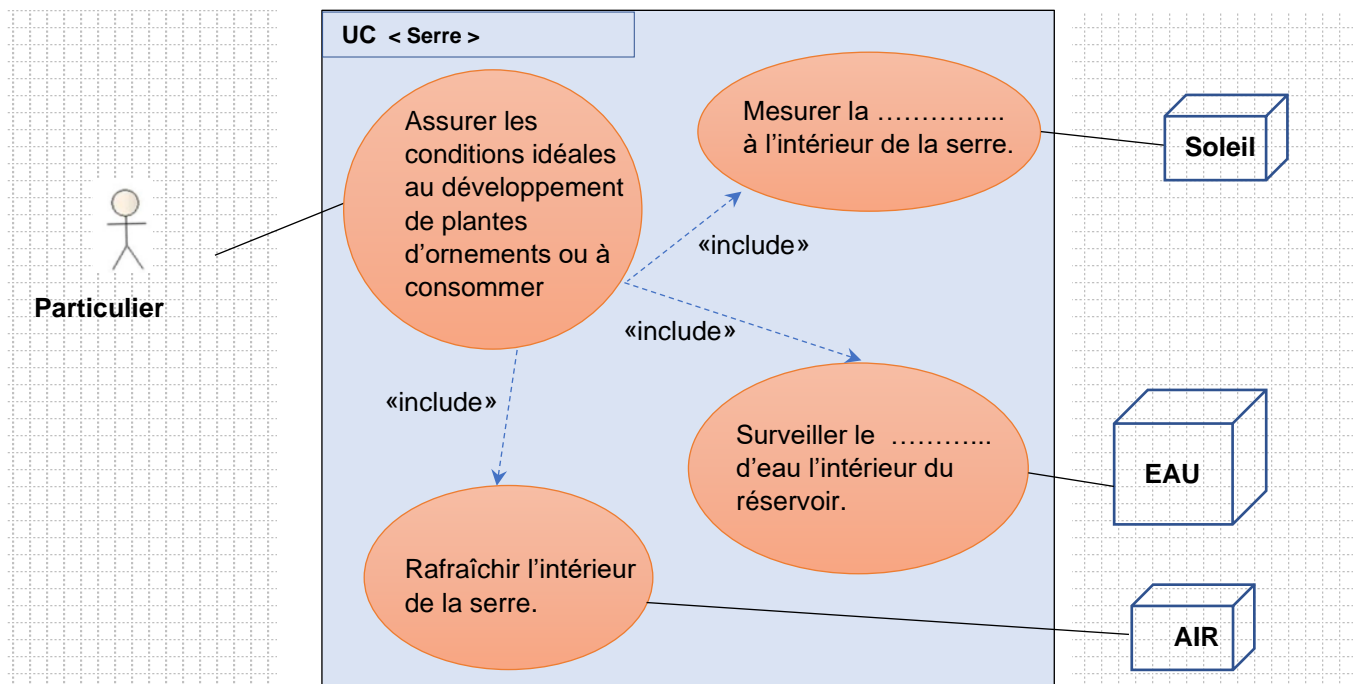 UC < Serre >
Assurer les
conditions idéales
au développement
de plantes
d'ornements ou à
consommer
Mesurer la …………...
à l'intérieur de la serre.
Soleil
Particulier
«include»
«include»
«include»
Surveiller le ………...
d'eau l'intérieur du
réservoir.
EAU
Rafraîchir l'intérieur
de la serre.
AIR